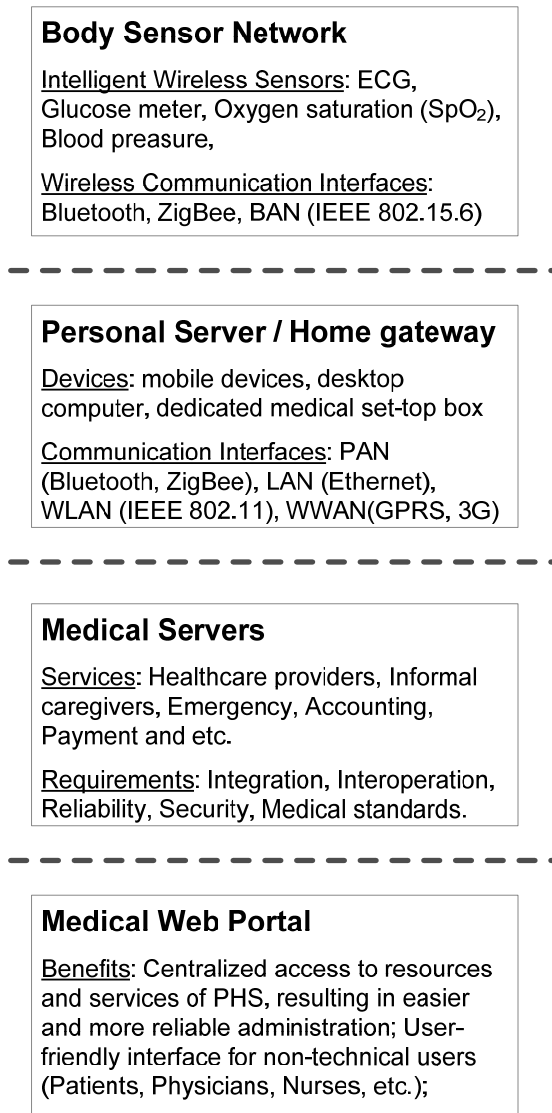 Body Sensor Network
Intelligent Wireless Sensors: ECG,
Glucose meter, Oxygen saturation (SpO₂),
Blood preasure,
Wireless Communication Interfaces:
Bluetooth, ZigBee, BAN (IEEE 802.15.6)
Personal Server / Home gateway
Devices: mobile devices, desktop
computer, dedicated medical set-top box
Communication Interfaces: PAN
(Bluetooth, ZigBee), LAN (Ethernet),
WLAN (IEEE 802.11), WWAN(GPRS, 3G)
Medical Servers
Services: Healthcare providers, Informal
caregivers, Emergency, Accounting,
Payment and etc.
Requirements: Integration, Interoperation,
Reliability, Security, Medical standards.
Medical Web Portal
Benefits: Centralized access to resources
and services of PHS, resulting in easier
and more reliable administration; User-
friendly interface for non-technical users
(Patients, Physicians, Nurses, etc.);